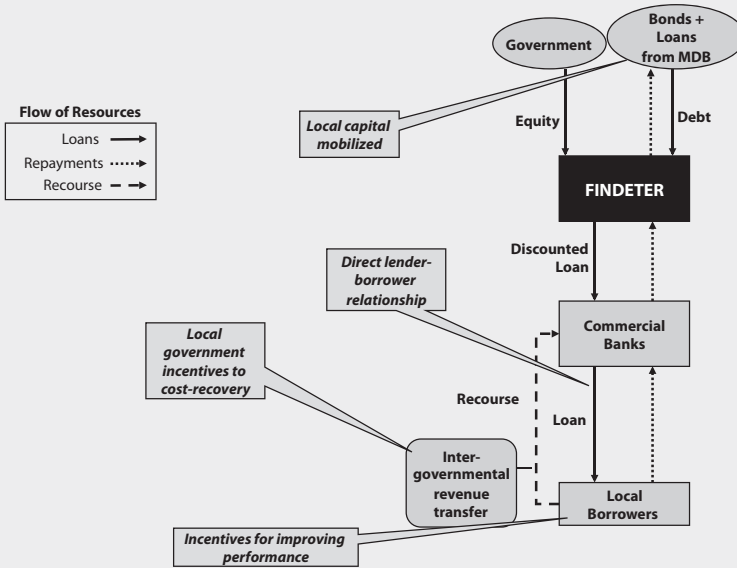 Government
Bonds +
Loans
from MDB
Flow of Resources
Loans
Repayments
Recourse
Local capital
mobilized
Equity
Debt
FINDETER
Discounted
Loan
Direct lender-
borrower
relationship
Commercial
Banks
Local
government
incentives to
cost-recovery
Recourse
Loan
Inter-
governmental
revenue
transfer
Local
Borrowers
Incentives for improving
performance